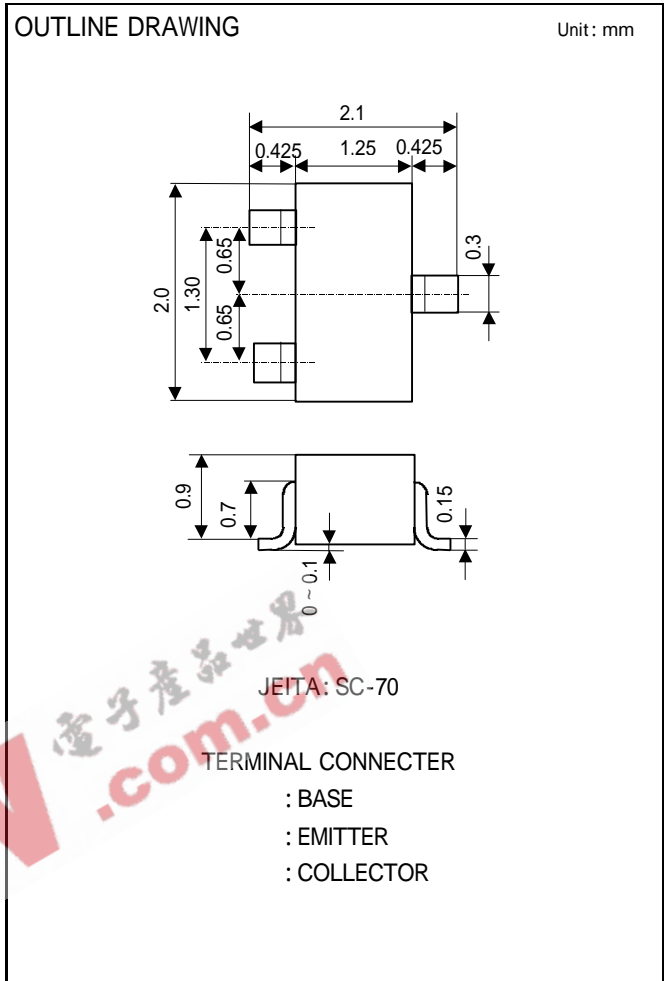 OUTLINE DRAWING
Unit: mm
2.1
0.425 1.25 0.425
0.65
0.3
2.0
1.30
0.65
0.9
0.7
0.15
0 ~ 0.1
JEITA: SC-70
電子產品世界
.com.cn
TERMINAL CONNECTER
: BASE
: EMITTER
: COLLECTOR